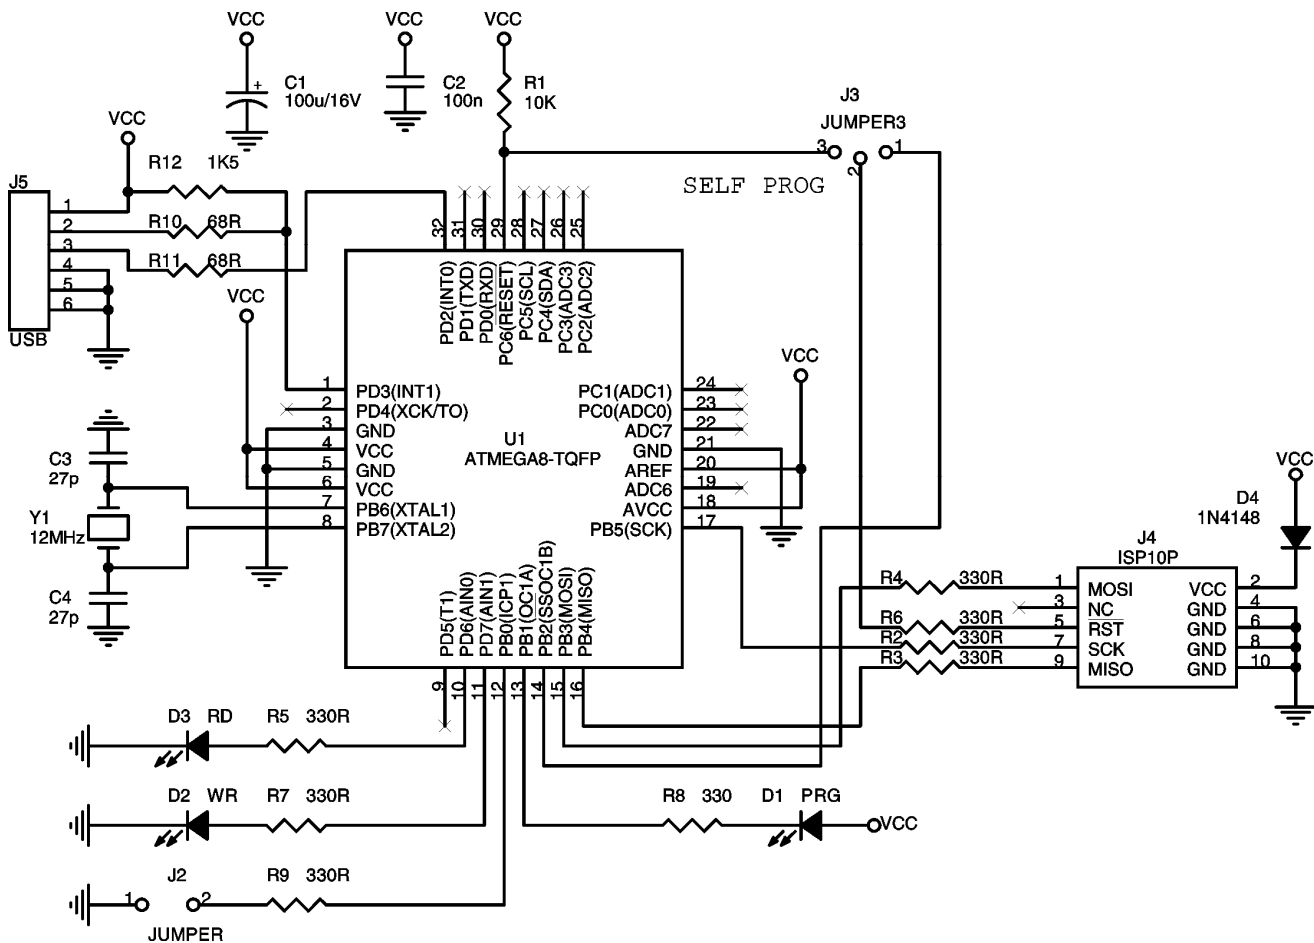 VCC
VCC
VCC
C1
100u/16V
+
C2
100n
R1
10K
J3
JUMPER3
3
2
1
SELF PROG
VCC
R12 1K5
J5
1
2
3
4
5
6
USB
R10 68R
R11 68R
VCC
32
31
30
29
28
27
26
25
PD2(INT0)
PD1(TXD)
PD0(RXD)
PC6(RESET)
PC5(SCL)
PC4(SDA)
PC3(ADC3)
PC2(ADC2)
1 PD3(INT1)
2 PD4(XCK/TO)
3 GND
4 VCC
5 GND
6 VCC
7 PB6(XTAL1)
8 PB7(XTAL2)
U1
ATMEGA8-TQFP
PC1(ADC1) 24
PC0(ADC0) 23
ADC7 22
GND 21
AREF 20
ADC6 19
AVCC 18
PB5(SCK) 17
VCC
C3
27p
Y1
12MHz
C4
27p
PD5(T1)
PD6(AIN0)
PD7(AIN1)
PB0(ICP1)
PB1(OC1A)
PB2(SSOC1B)
PB3(MOSI)
PB4(MISO)
9
10
11
12
13
14
15
16
VCC
D4
1N4148
J4
ISP10P
R4 330R
R6 330R
R2 330R
R3 330R
1 MOSI
3 NC
5 RST
7 SCK
9 MISO
VCC 2
GND 4
GND 6
GND 8
GND 10
D3 RD R5 330R
D2 WR R7 330R
R8 330 D1 PRG
VCC
J2 R9 330R
1 2
JUMPER